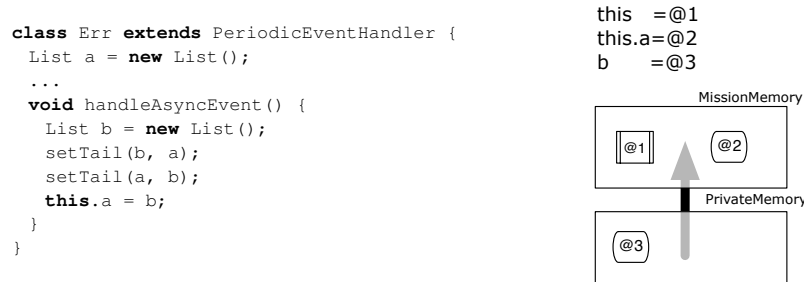 class Err extends PeriodicEventHandler {
List a = new List();
...
void handleAsyncEvent() {
List b = new List();
setTail(b, a);
setTail(a, b);
this.a = b;
}
}
this =@1
this.a=@2
b =@3
MissionMemory
@1
@2
PrivateMemory
@3